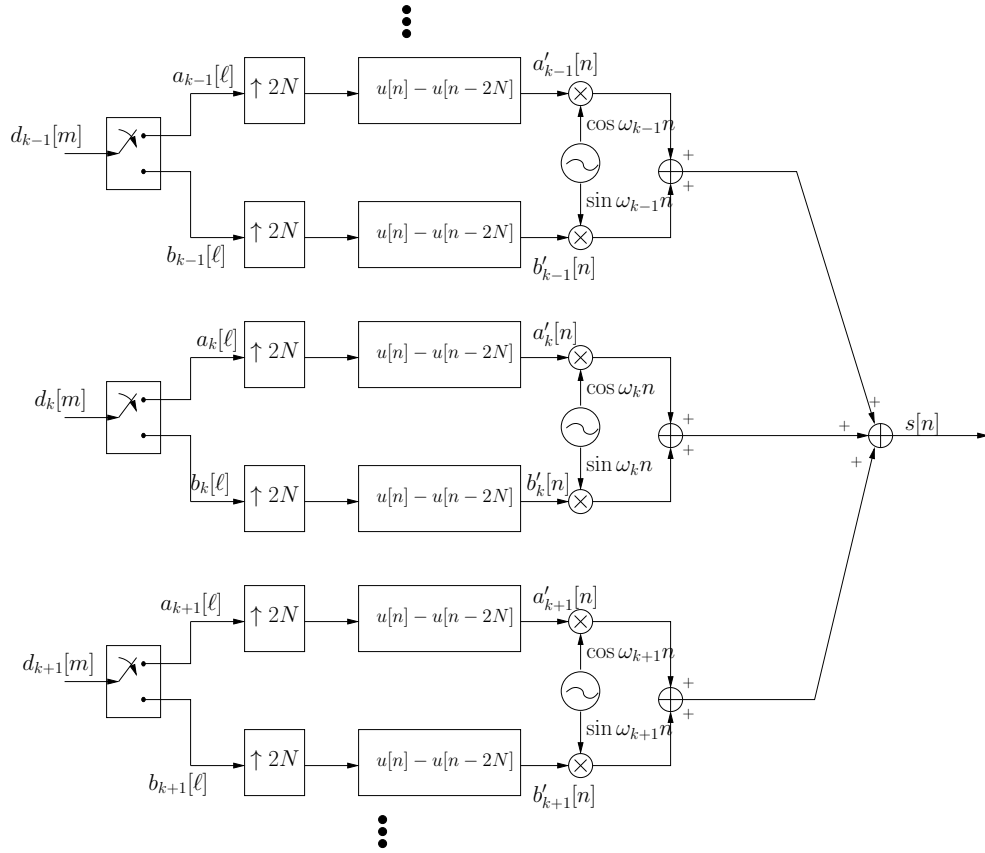 a_{k-1}[ℓ] ↑ 2N u[n] − u[n − 2N] a'_{k-1}[n]
d_{k-1}[m] cos ω_{k-1}n +
+
sin ω_{k-1}n
b_{k-1}[ℓ] ↑ 2N u[n] − u[n − 2N] b'_{k-1}[n]
a_k[ℓ] ↑ 2N u[n] − u[n − 2N] a'_k[n]
d_k[m] cos ω_k n + + + s[n]
+ +
sin ω_k n
b_k[ℓ] ↑ 2N u[n] − u[n − 2N] b'_k[n]
a_{k+1}[ℓ] ↑ 2N u[n] − u[n − 2N] a'_{k+1}[n]
d_{k+1}[m] cos ω_{k+1}n +
+
sin ω_{k+1}n
b_{k+1}[ℓ] ↑ 2N u[n] − u[n − 2N] b'_{k+1}[n]